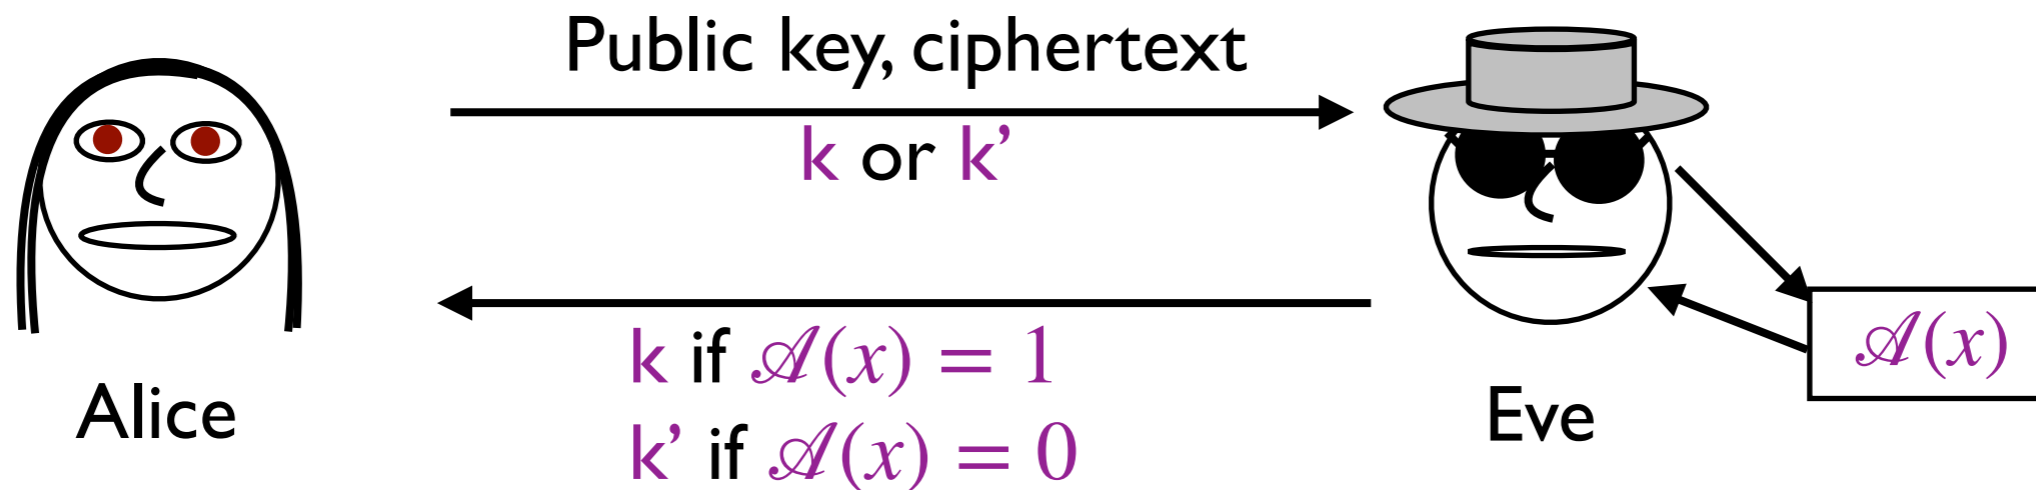 Public key, ciphertext
k or k’
k if 𝒜(x) = 1
k’ if 𝒜(x) = 0
Alice
Eve
𝒜(x)